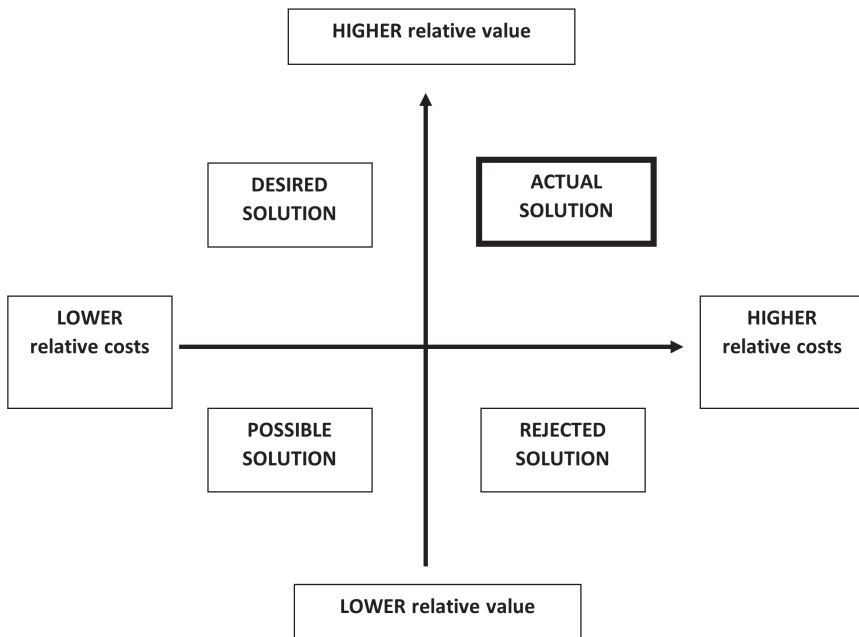 HIGHER relative value
DESIRED
SOLUTION
ACTUAL
SOLUTION
LOWER
relative costs
HIGHER
relative costs
POSSIBLE
SOLUTION
REJECTED
SOLUTION
LOWER relative value